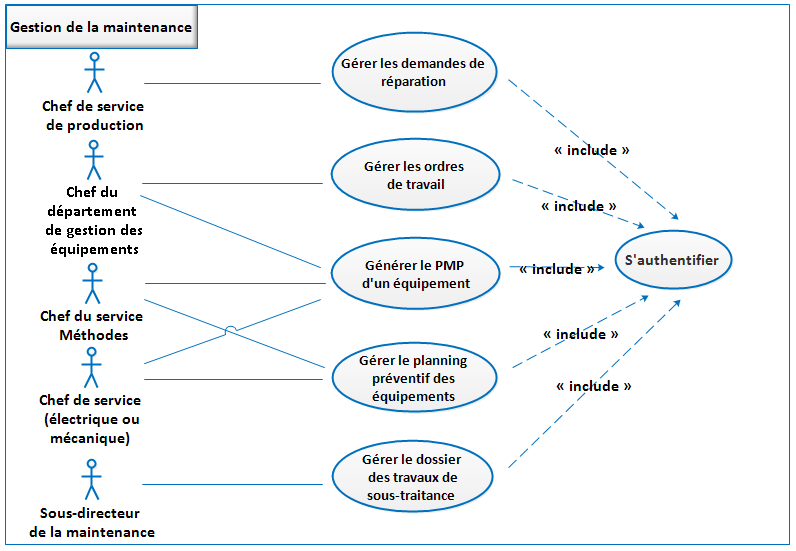 Gestion de la maintenance
Chef de service
de production
Chef du
département
de gestion des
équipements
Chef du service
Méthodes
Chef de service
(électrique ou
mécanique)
Sous-directeur
de la maintenance
Gérer les demandes de
réparation
Gérer les ordres
de travail
Générer le PMP
d'un équipement
Gérer le planning
préventif des
équipements
Gérer le dossier
des travaux de
sous-traitance
« include »
« include »
« include »
« include »
« include »
S'authentifier